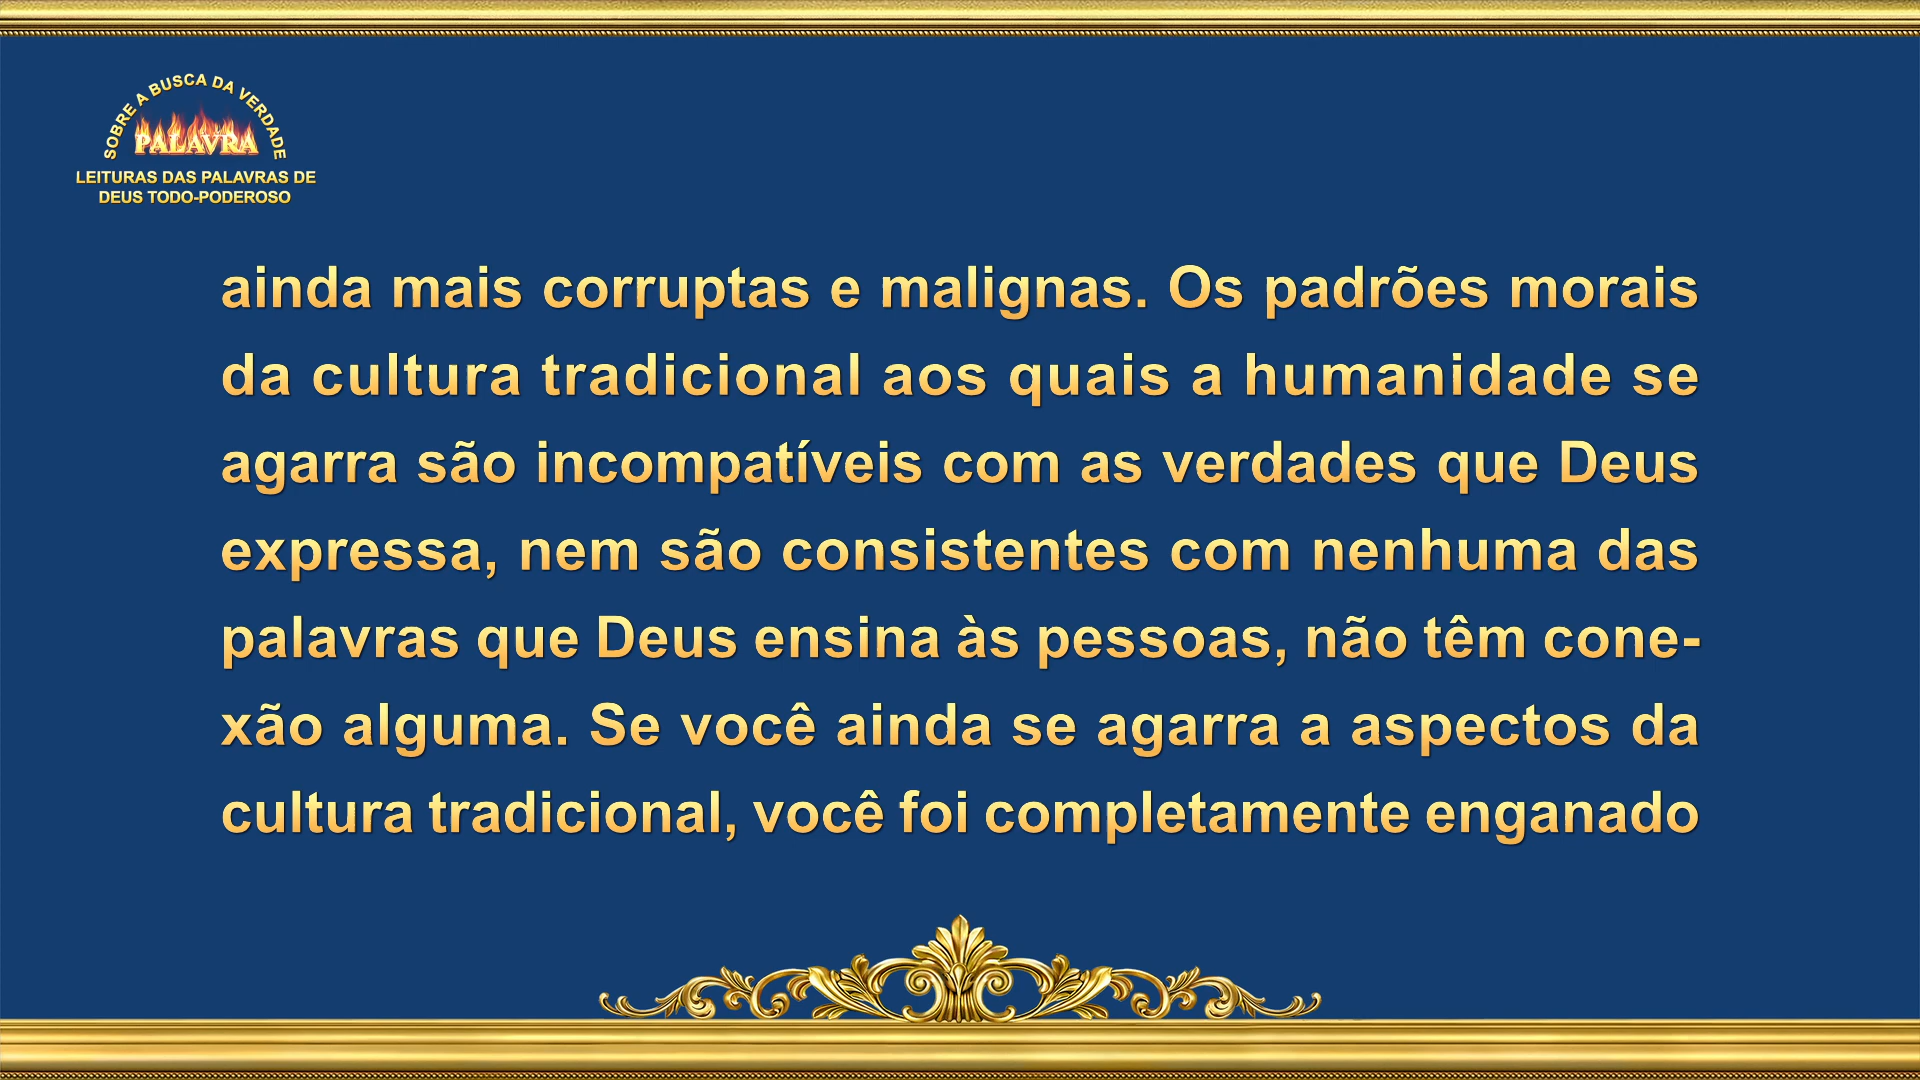 SOBRE A BUSCA DA VERDADE
PALAVRA
LEITURAS DAS PALAVRAS DE
DEUS TODO-PODEROSO
ainda mais corruptas e malignas. Os padrões morais
da cultura tradicional aos quais a humanidade se
agarra são incompatíveis com as verdades que Deus
expressa, nem são consistentes com nenhuma das
palavras que Deus ensina às pessoas, não têm cone-
xão alguma. Se você ainda se agarra a aspectos da
cultura tradicional, você foi completamente enganado